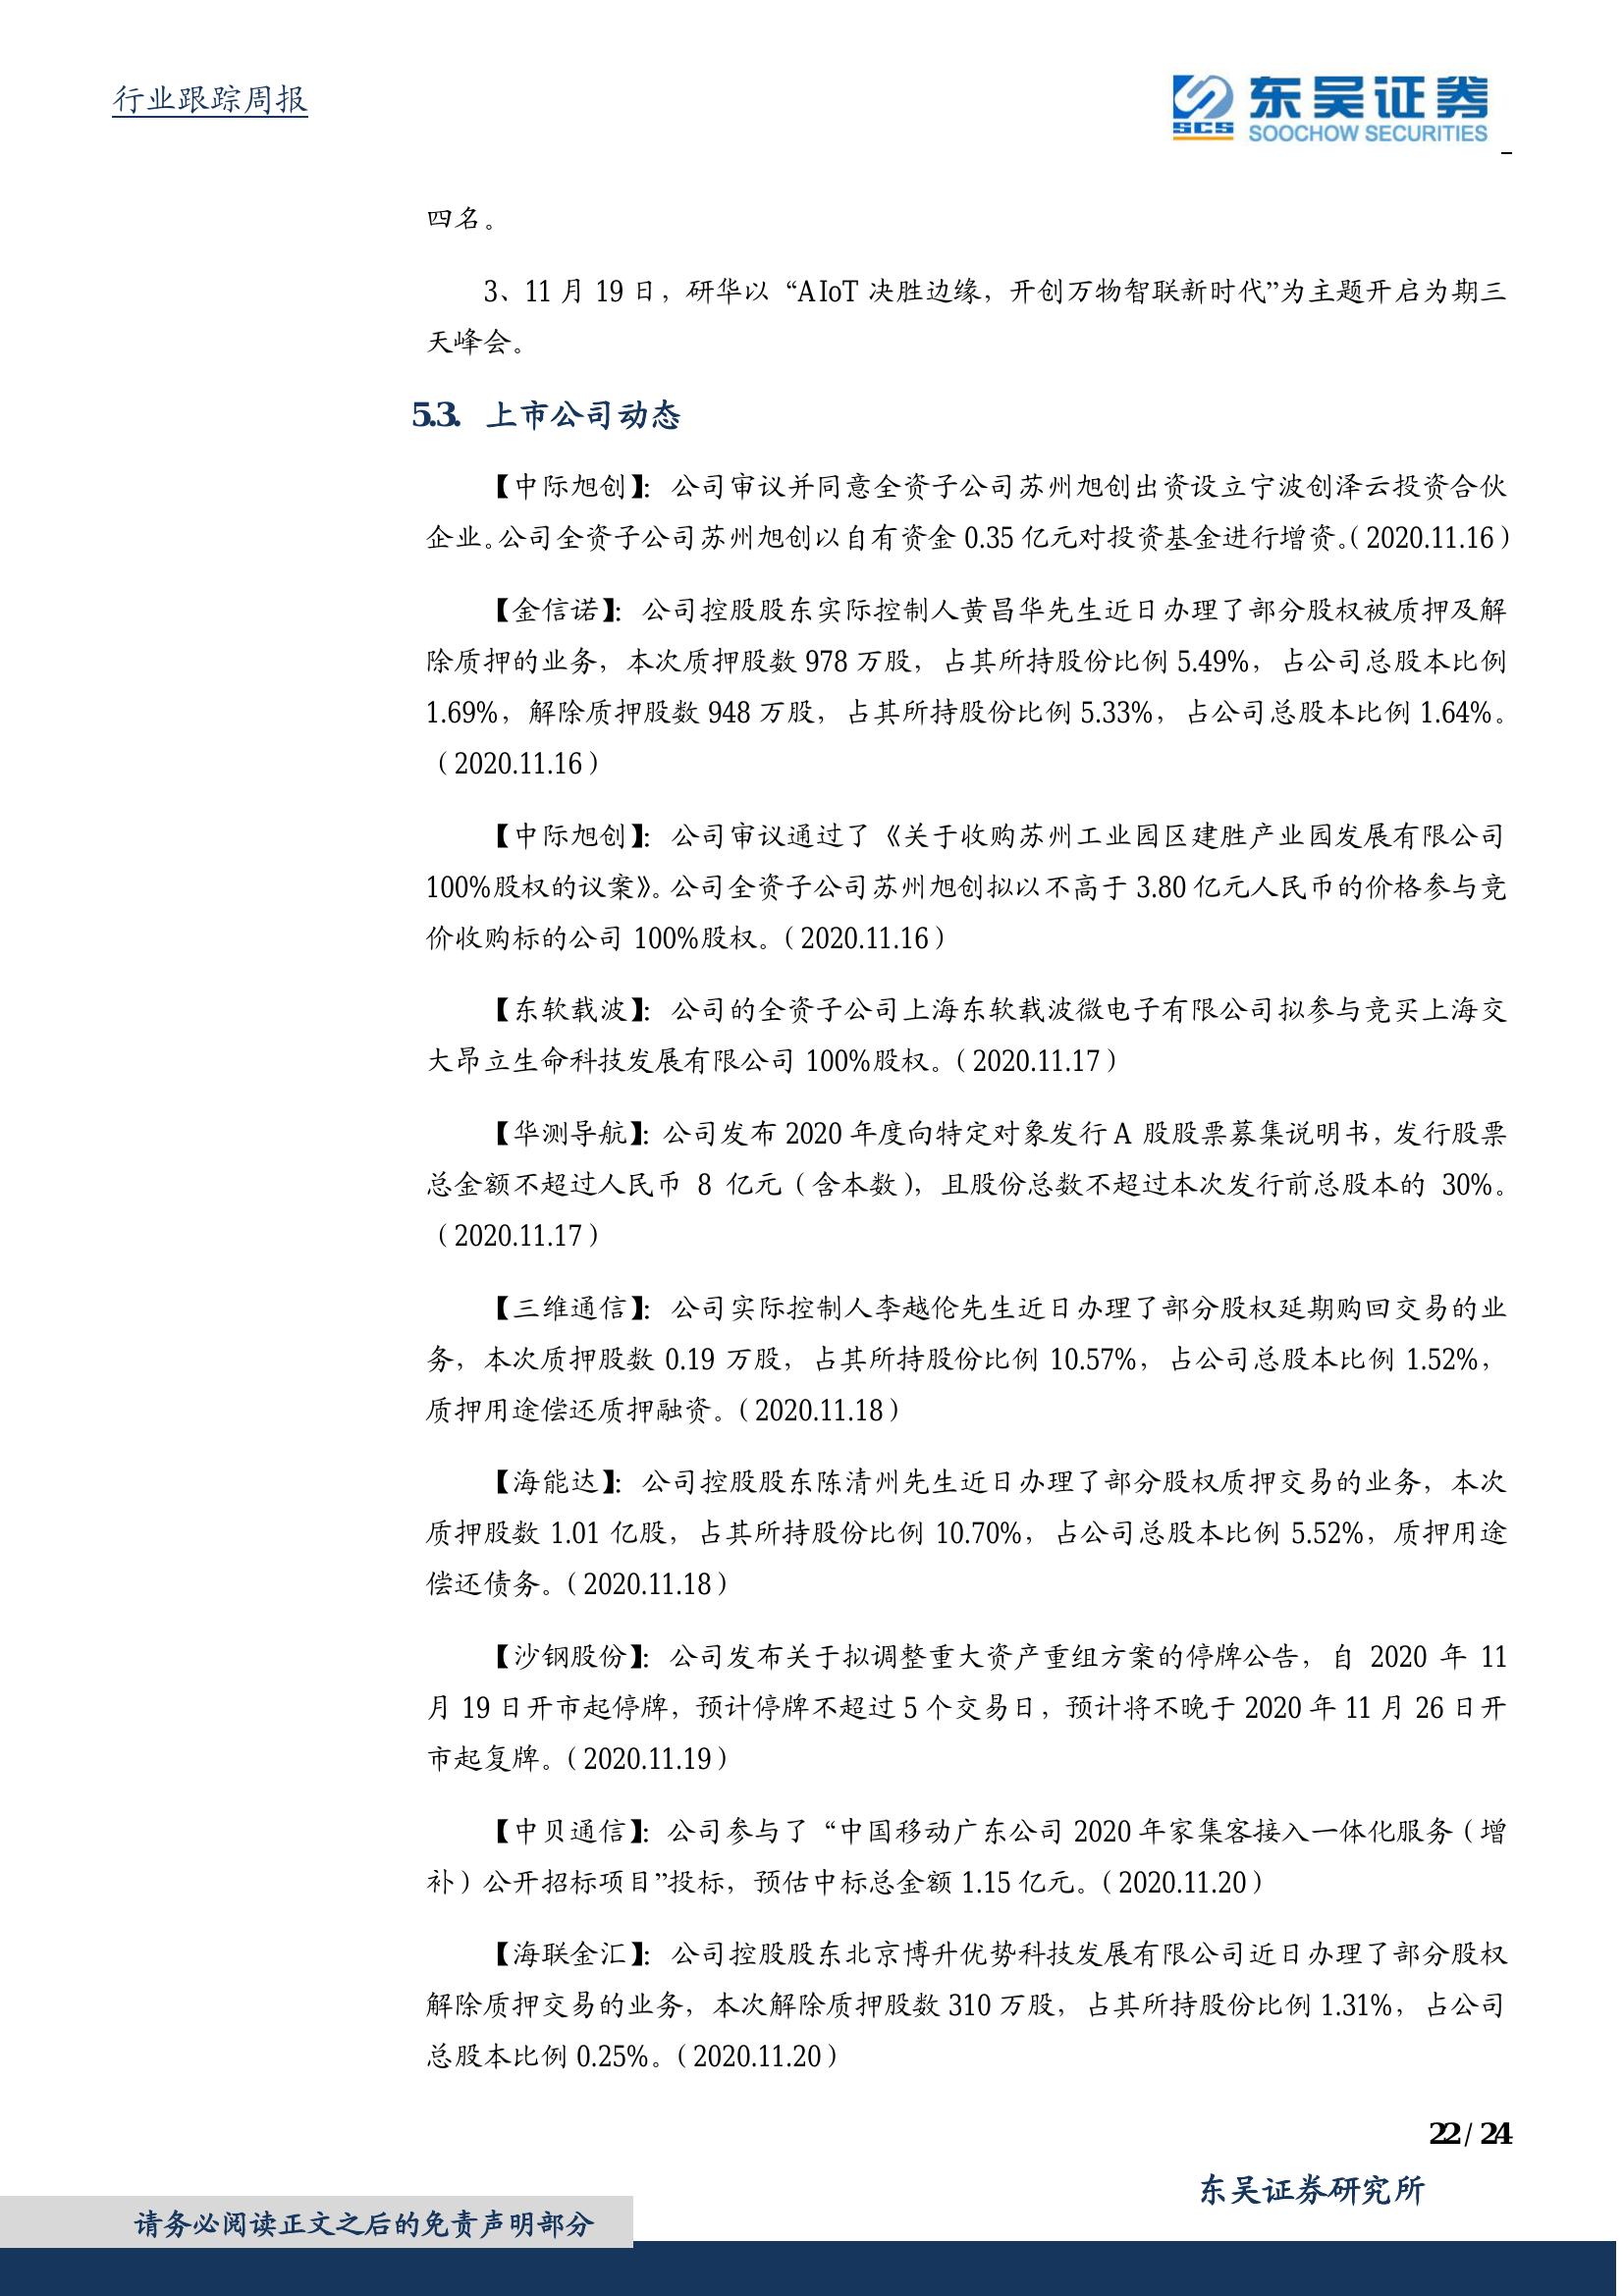 行业跟踪周报
SCS
东吴证券
SOOCHOW SECURITIES
四名。
3、11 月 19 日，研华以“AIoT 决胜边缘，开创万物智联新时代”为主题开启为期三
天峰会。
5.3. 上市公司动态
【中际旭创】：公司审议并同意全资子公司苏州旭创出资设立宁波创泽云投资合伙
企业。公司全资子公司苏州旭创以自有资金 0.35 亿元对投资基金进行增资。（2020.11.16）
【金信诺】：公司控股股东实际控制人黄昌华先生近日办理了部分股权被质押及解
除质押的业务，本次质押股数 978 万股，占其所持股份比例 5.49%，占公司总股本比例
1.69%，解除质押股数 948 万股，占其所持股份比例 5.33%，占公司总股本比例 1.64%。
（2020.11.16）
【中际旭创】：公司审议通过了《关于收购苏州工业园区建胜产业园发展有限公司
100%股权的议案》。公司全资子公司苏州旭创拟以不高于 3.80 亿元人民币的价格参与竞
价收购标的公司 100%股权。（2020.11.16）
【东软载波】：公司的全资子公司上海东软载波微电子有限公司拟参与竞买上海交
大昂立生命科技发展有限公司 100%股权。（2020.11.17）
【华测导航】：公司发布 2020 年度向特定对象发行 A 股股票募集说明书，发行股票
总金额不超过人民币 8 亿元（含本数），且股份总数不超过本次发行前总股本的 30%。
（2020.11.17）
【三维通信】：公司实际控制人李越伦先生近日办理了部分股权延期购回交易的业
务，本次质押股数 0.19 万股，占其所持股份比例 10.57%，占公司总股本比例 1.52%，
质押用途偿还质押融资。（2020.11.18）
【海能达】：公司控股股东陈清州先生近日办理了部分股权质押交易的业务，本次
质押股数 1.01 亿股，占其所持股份比例 10.70%，占公司总股本比例 5.52%，质押用途
偿还债务。（2020.11.18）
【沙钢股份】：公司发布关于拟调整重大资产重组方案的停牌公告，自 2020 年 11
月 19 日开市起停牌，预计停牌不超过 5 个交易日，预计将不晚于 2020 年 11 月 26 日开
市起复牌。（2020.11.19）
【中贝通信】：公司参与了“中国移动广东公司 2020 年家集客接入一体化服务（增
补）公开招标项目”投标，预估中标总金额 1.15 亿元。（2020.11.20）
【海联金汇】：公司控股股东北京博升优势科技发展有限公司近日办理了部分股权
解除质押交易的业务，本次解除质押股数 310 万股，占其所持股份比例 1.31%，占公司
总股本比例 0.25%。（2020.11.20）
22 / 24
东吴证券研究所
请务必阅读正文之后的免责声明部分